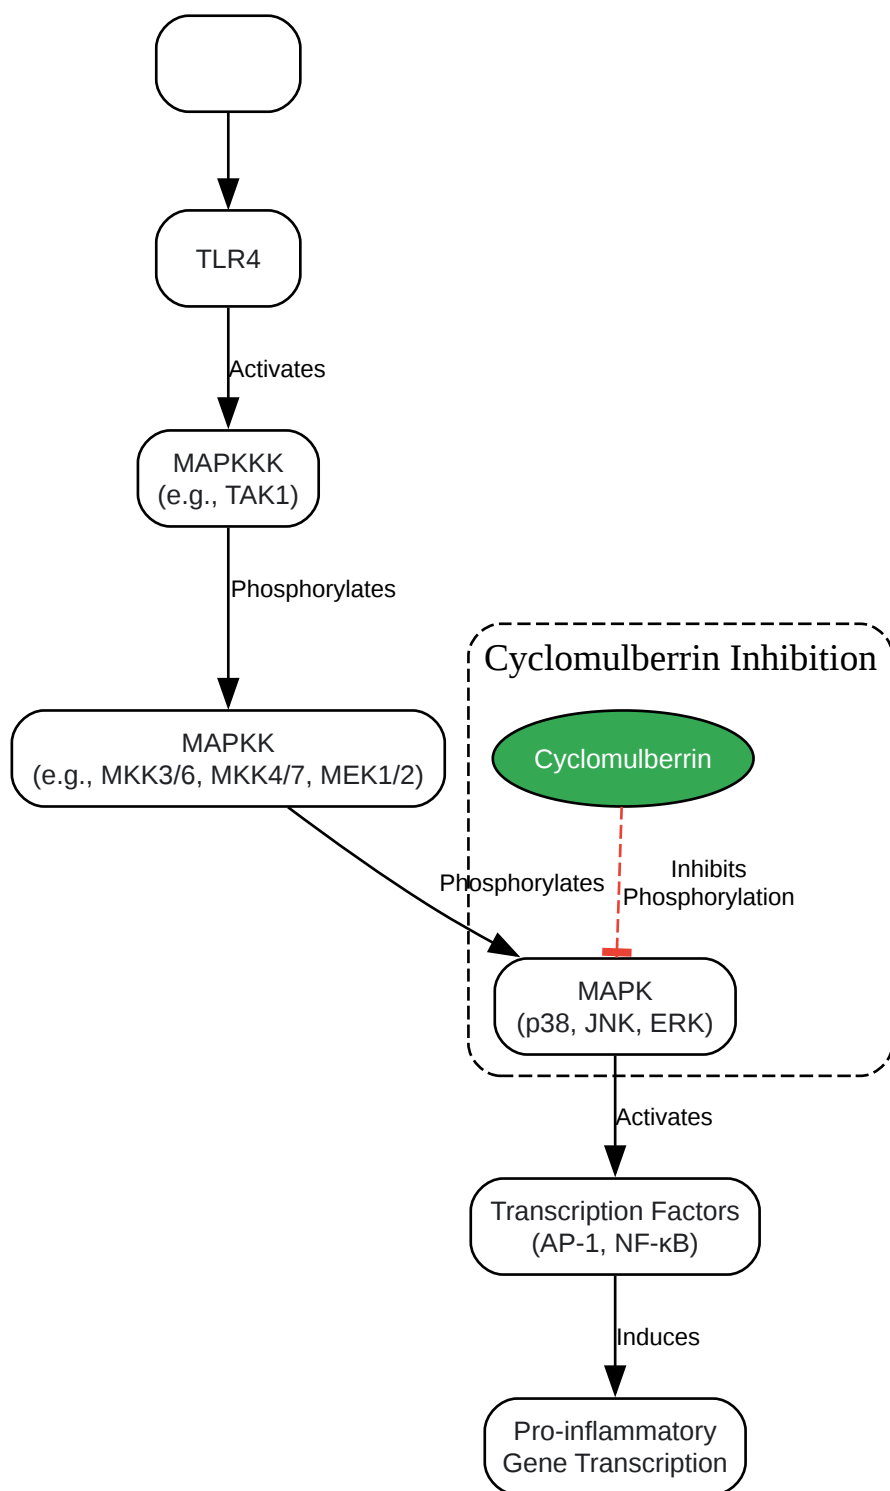 TLR4
Activates
MAPKKK
(e.g., TAK1)
Phosphorylates
Cyclomulberrin Inhibition
MAPKK
(e.g., MKK3/6, MKK4/7, MEK1/2)
Cyclomulberrin
Phosphorylates
Inhibits
Phosphorylation
MAPK
(p38, JNK, ERK)
Activates
Transcription Factors
(AP-1, NF-κB)
Induces
Pro-inflammatory
Gene Transcription